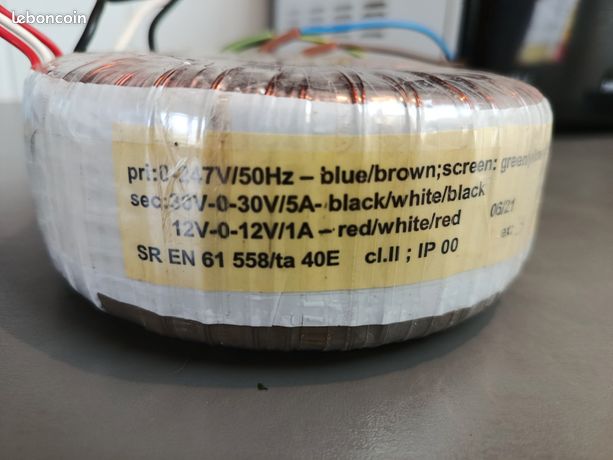 leboncoin
pri:0-247V/50Hz – blue/brown;screen:
sec:30V-0-30V/5A- black/white/black
12V-0-12V/1A – red/white/red
06/21
SR EN 61 558/ta 40E cl.II ; IP 00